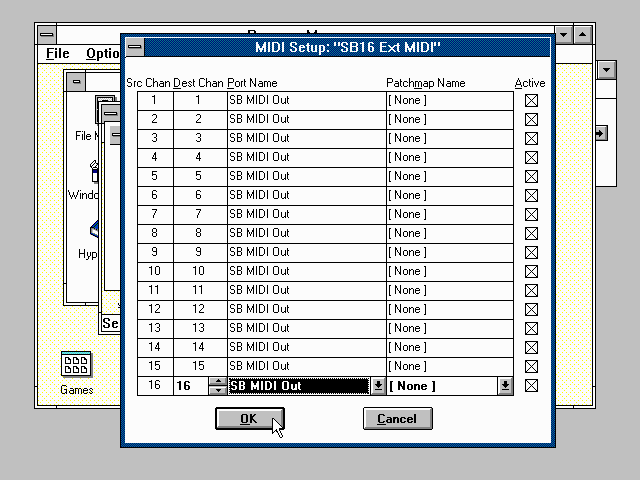 MIDI Setup: "SB16 Ext MIDI"
File
Src Chan Dest Chan Port Name Patchmap Name Active
1 1 SB MIDI Out [ None ]
2 2 SB MIDI Out [ None ]
3 3 SB MIDI Out [ None ]
4 4 SB MIDI Out [ None ]
5 5 SB MIDI Out [ None ]
6 6 SB MIDI Out [ None ]
7 7 SB MIDI Out [ None ]
8 8 SB MIDI Out [ None ]
9 9 SB MIDI Out [ None ]
10 10 SB MIDI Out [ None ]
11 11 SB MIDI Out [ None ]
12 12 SB MIDI Out [ None ]
13 13 SB MIDI Out [ None ]
14 14 SB MIDI Out [ None ]
15 15 SB MIDI Out [ None ]
16 16 SB MIDI Out [ None ]
Games
OK Cancel